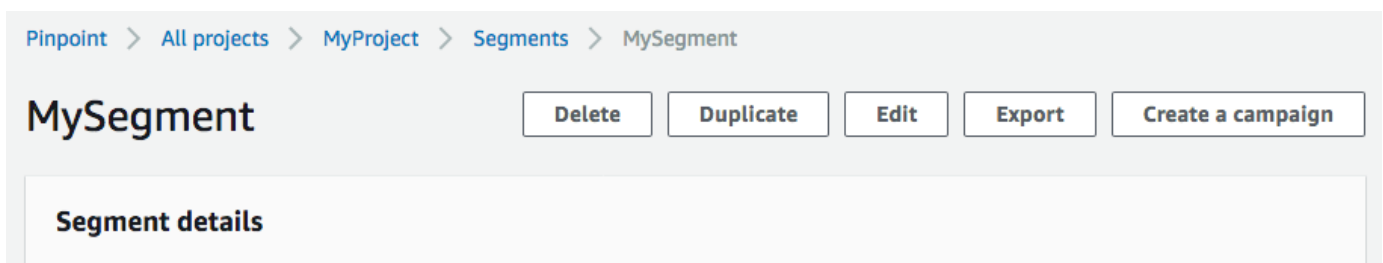 Pinpoint > All projects > MyProject > Segments > MySegment
MySegment Delete Duplicate Edit Export Create a campaign
Segment details